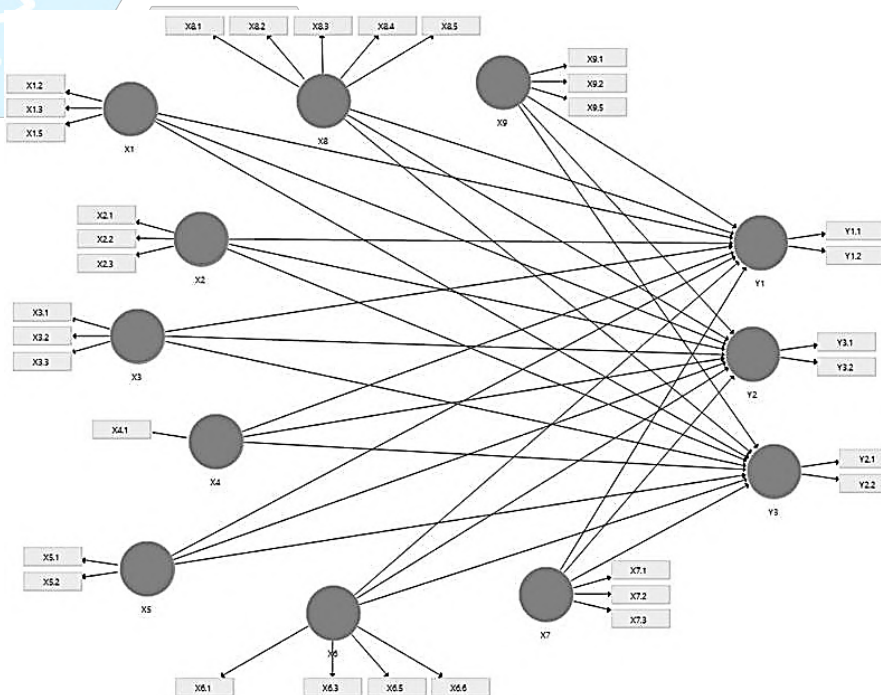 X8.1 X8.2 X8.3 X8.4 X8.5
X8
X9.1
X9.2
X9.5
X9
X1.2
X1.3
X1.5
X1
X2.1
X2.2
X2.3
X2
X3.1
X3.2
X3.3
X3
X4.1
X4
X5.1
X5.2
X5
X6
X6.1 X6.3 X6.5 X6.6
X7.1
X7.2
X7.3
X7
Y1.1
Y1.2
Y1
Y3.1
Y3.2
Y2
Y2.1
Y2.2
Y3